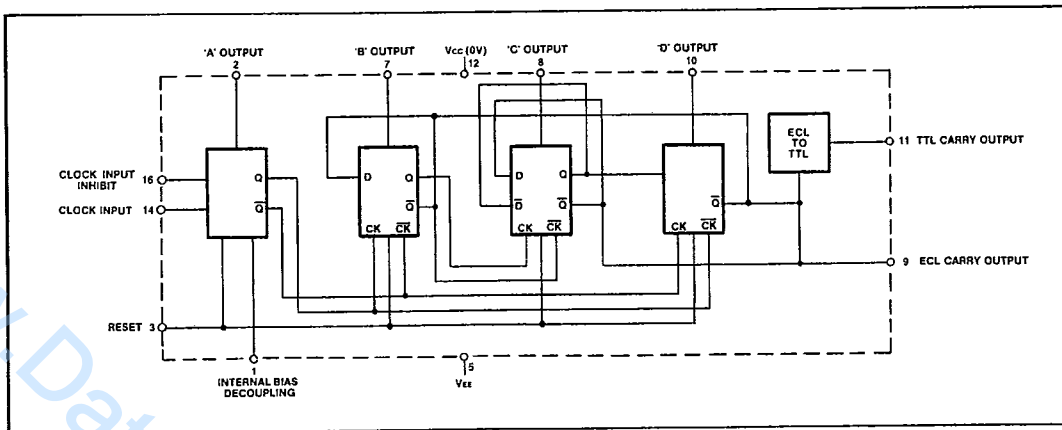 'A' OUTPUT
2
'B' OUTPUT
7
VCC (0V)
12
'C' OUTPUT
8
'D' OUTPUT
10
ECL
TO
TTL
11 TTL CARRY OUTPUT
CLOCK INPUT
INHIBIT 16
CLOCK INPUT 14
Q
Q̅
D Q
Q̅
CK C̅K̅
D Q
D̅ Q̅
CK C̅K̅
Q̅
CK C̅K̅
9 ECL CARRY OUTPUT
RESET 3
1
INTERNAL BIAS
DECOUPLING
5
VEE